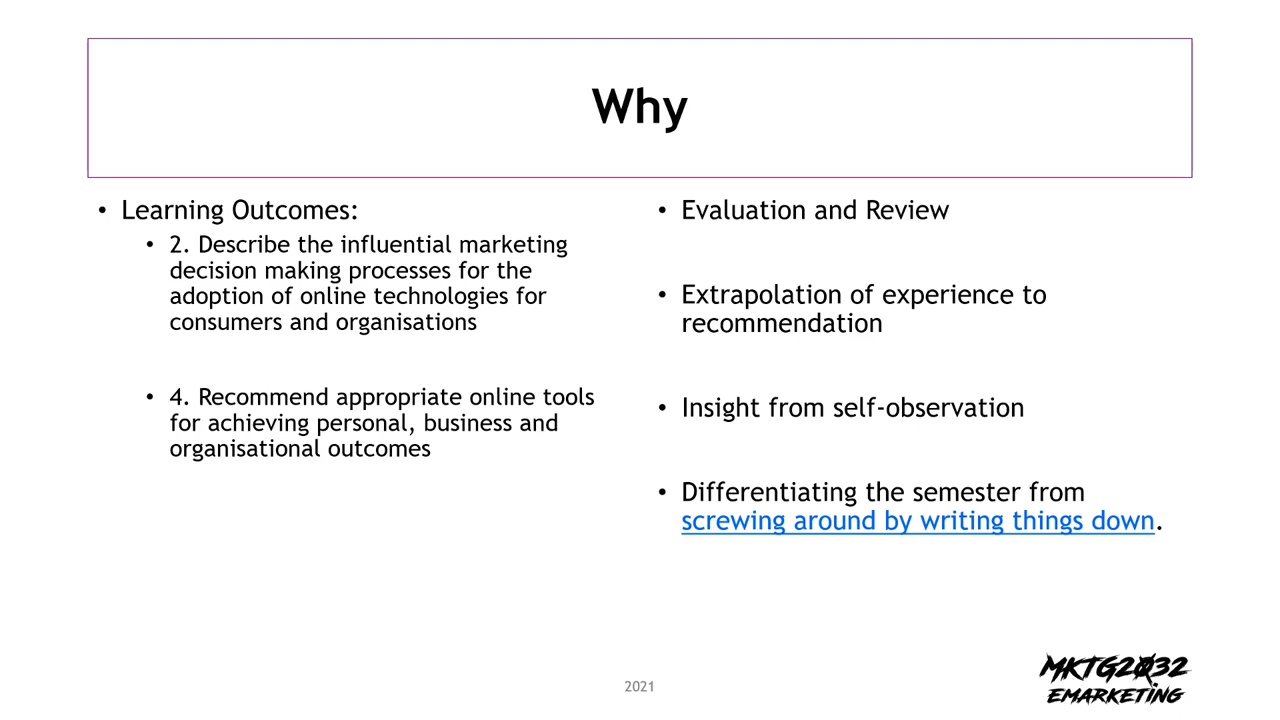 Why
• Learning Outcomes:
• 2. Describe the influential marketing
decision making processes for the
adoption of online technologies for
consumers and organisations
• 4. Recommend appropriate online tools
for achieving personal, business and
organisational outcomes
• Evaluation and Review
• Extrapolation of experience to
recommendation
• Insight from self-observation
• Differentiating the semester from
screwing around by writing things down.
2021
MKTG2032
EMARKETING